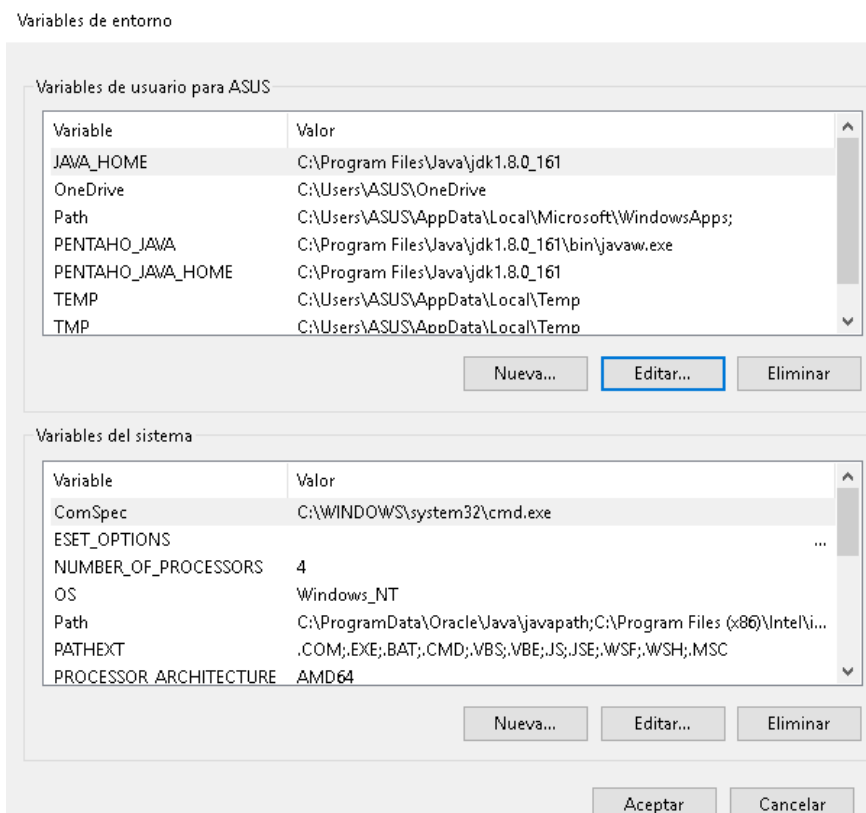 Variables de entorno
Variables de usuario para ASUS
Variable Valor
JAVA_HOME C:\Program Files\Java\jdk1.8.0_161
OneDrive C:\Users\ASUS\OneDrive
Path C:\Users\ASUS\AppData\Local\Microsoft\WindowsApps;
PENTAHO_JAVA C:\Program Files\Java\jdk1.8.0_161\bin\javaw.exe
PENTAHO_JAVA_HOME C:\Program Files\Java\jdk1.8.0_161
TEMP C:\Users\ASUS\AppData\Local\Temp
TMP C:\Users\ASUS\AppData\Local\Temp
Nueva... Editar... Eliminar
Variables del sistema
Variable Valor
ComSpec C:\WINDOWS\system32\cmd.exe
ESET_OPTIONS ...
NUMBER_OF_PROCESSORS 4
OS Windows_NT
Path C:\ProgramData\Oracle\Java\javapath;C:\Program Files (x86)\Intel\i...
PATHEXT .COM;.EXE;.BAT;.CMD;.VBS;.VBE;.JS;.JSE;.WSF;.WSH;.MSC
PROCESSOR_ARCHITECTURE AMD64
Nueva... Editar... Eliminar
Aceptar Cancelar